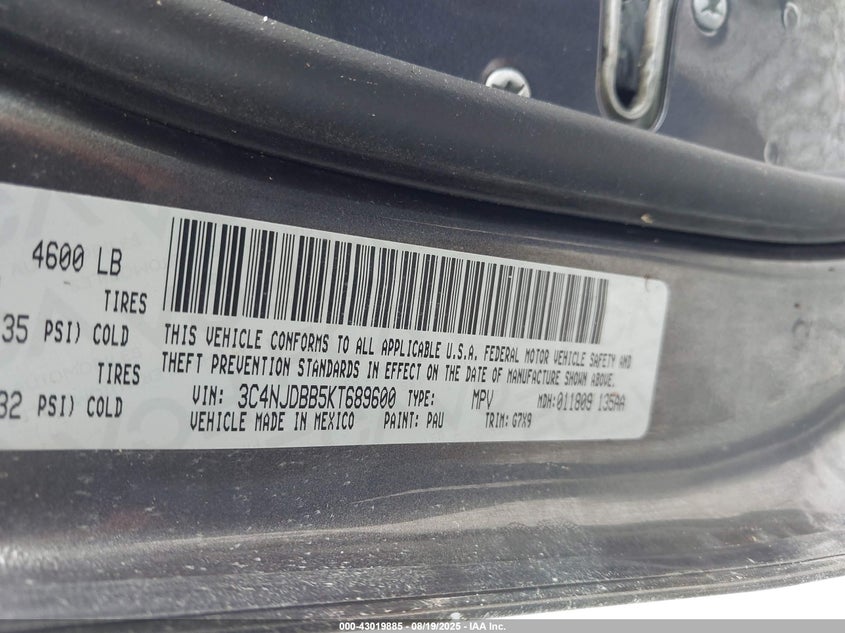 4600 LB
TIRES
35 PSI) COLD
TIRES
32 PSI) COLD
THIS VEHICLE CONFORMS TO ALL APPLICABLE U.S.A. FEDERAL MOTOR VEHICLE SAFETY AND
THEFT PREVENTION STANDARDS IN EFFECT ON THE DATE OF MANUFACTURE SHOWN ABOVE.
VIN: 3C4NJDBB5KT689600 TYPE: MPV MDH: 011809 135AA
VEHICLE MADE IN MEXICO PAINT: PAU TRIM: G7X9
000-43019885 - 08/19/2025 - IAA Inc.